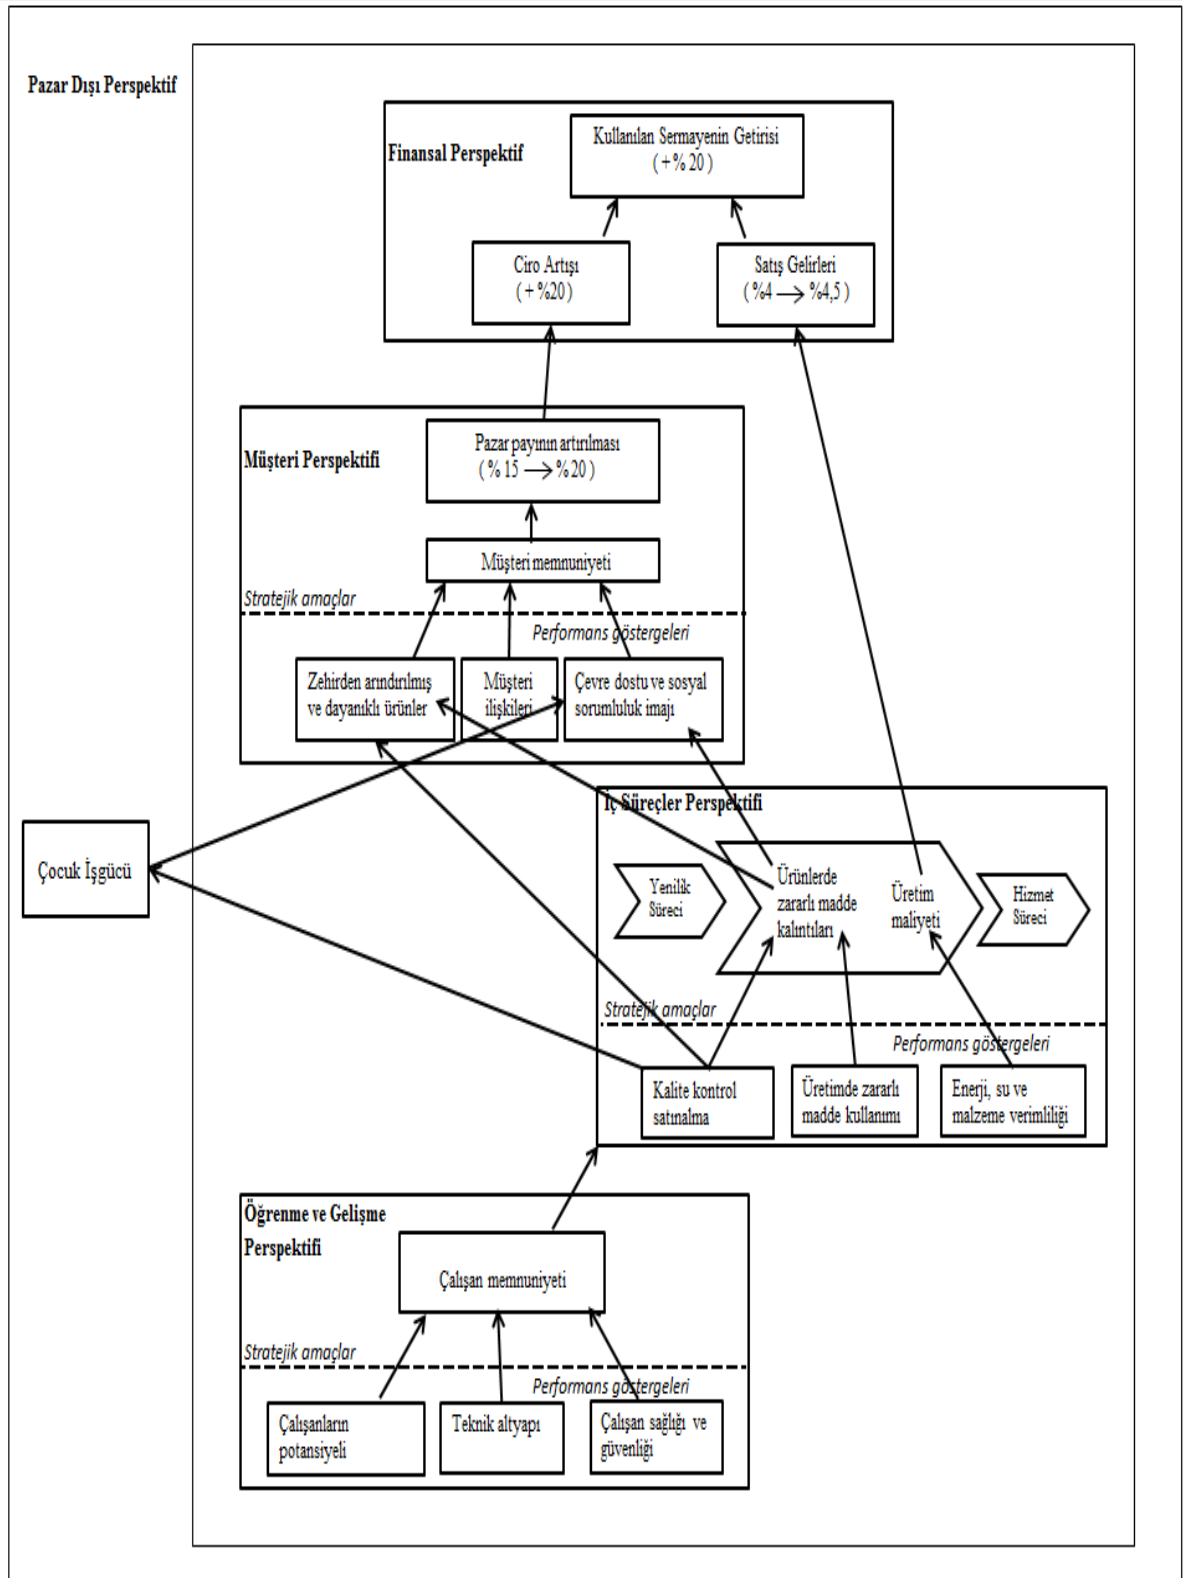 Pazar Dışı Perspektif
Finansal Perspektif
Kullanılan Sermayenin Getirisi
( +% 20 )
Ciro Artışı
( + %20 )
Satış Gelirleri
( %4 → %4,5 )
Müşteri Perspektifi
Pazar payının artırılması
( % 15 → % 20 )
Müşteri memnuniyeti
Stratejik amaçlar
Performans göstergeleri
Zehirden arındırılmış
ve dayanıklı ürünler
Müşteri
ilişkileri
Çevre dostu ve sosyal
sorumluluk imajı
Çocuk İşgücü
İç Süreçler Perspektifi
Yenilik
Süreci
Ürünlerde
zararlı madde
kalıntıları
Üretim
maliyeti
Hizmet
Süreci
Stratejik amaçlar
Performans göstergeleri
Kalite kontrol
satınalma
Üretimde zararlı
madde kullanımı
Enerji, su ve
malzeme verimliliği
Öğrenme ve Gelişme
Perspektifi
Çalışan memnuniyeti
Stratejik amaçlar
Performans göstergeleri
Çalışanların
potansiyeli
Teknik altyapı
Çalışan sağlığı ve
güvenliği